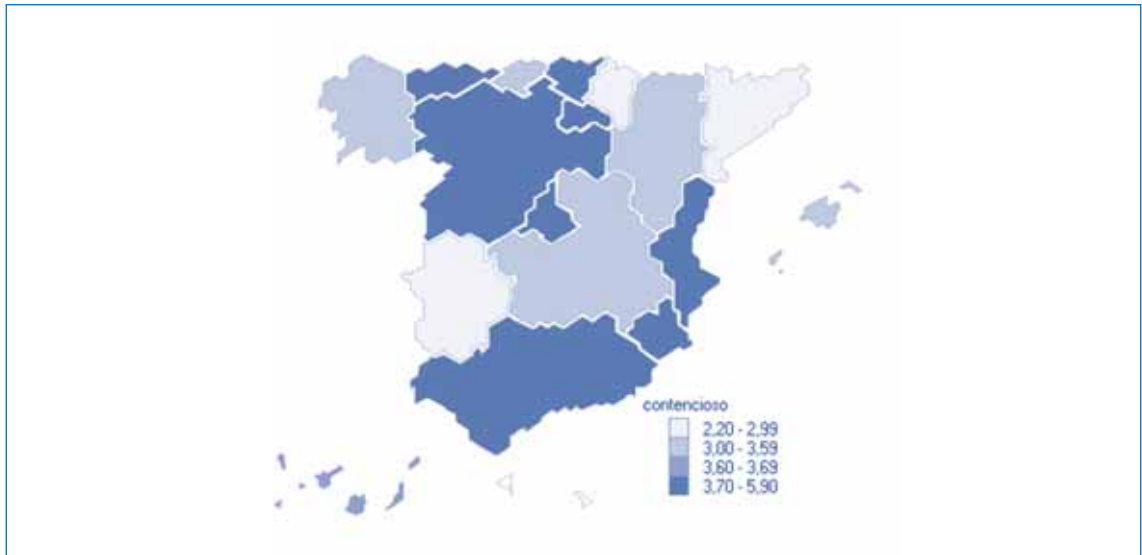 contencioso
2,20 - 2,99
3,00 - 3,59
3,60 - 3,69
3,70 - 5,90